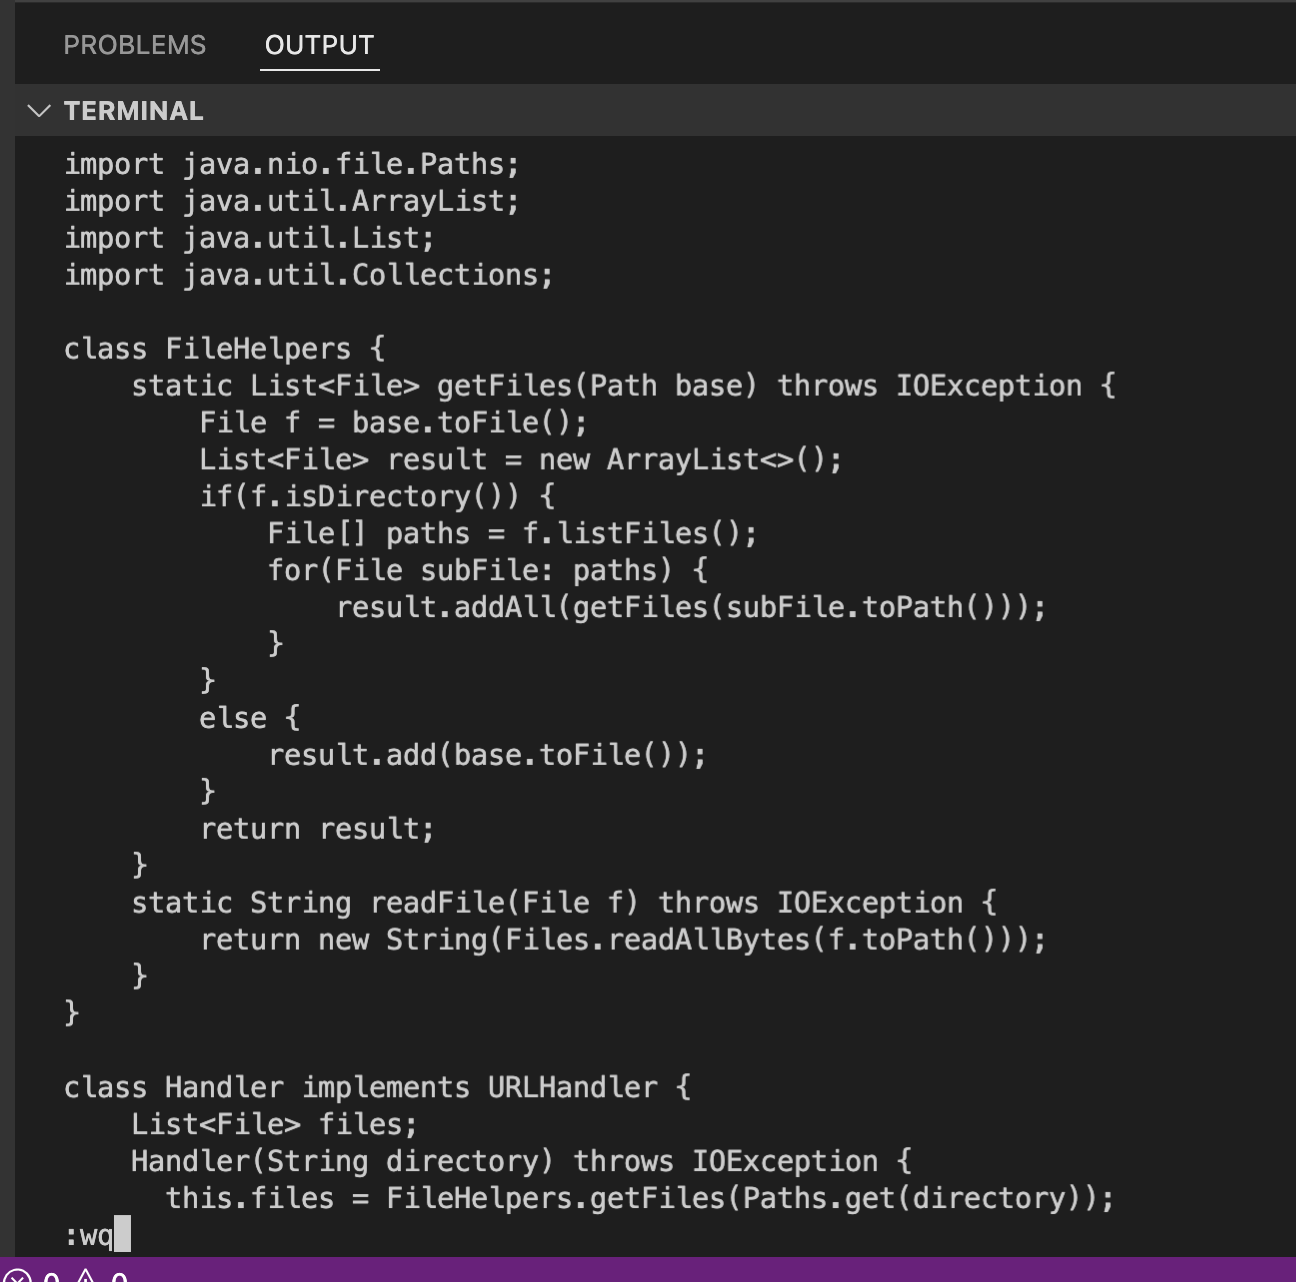 PROBLEMS OUTPUT
TERMINAL
import java.nio.file.Paths;
import java.util.ArrayList;
import java.util.List;
import java.util.Collections;

class FileHelpers {
    static List<File> getFiles(Path base) throws IOException {
        File f = base.toFile();
        List<File> result = new ArrayList<>();
        if(f.isDirectory()) {
            File[] paths = f.listFiles();
            for(File subFile: paths) {
                result.addAll(getFiles(subFile.toPath()));
            }
        }
        else {
            result.add(base.toFile());
        }
        return result;
    }
    static String readFile(File f) throws IOException {
        return new String(Files.readAllBytes(f.toPath()));
    }
}

class Handler implements URLHandler {
    List<File> files;
    Handler(String directory) throws IOException {
      this.files = FileHelpers.getFiles(Paths.get(directory));
:wq
0 0